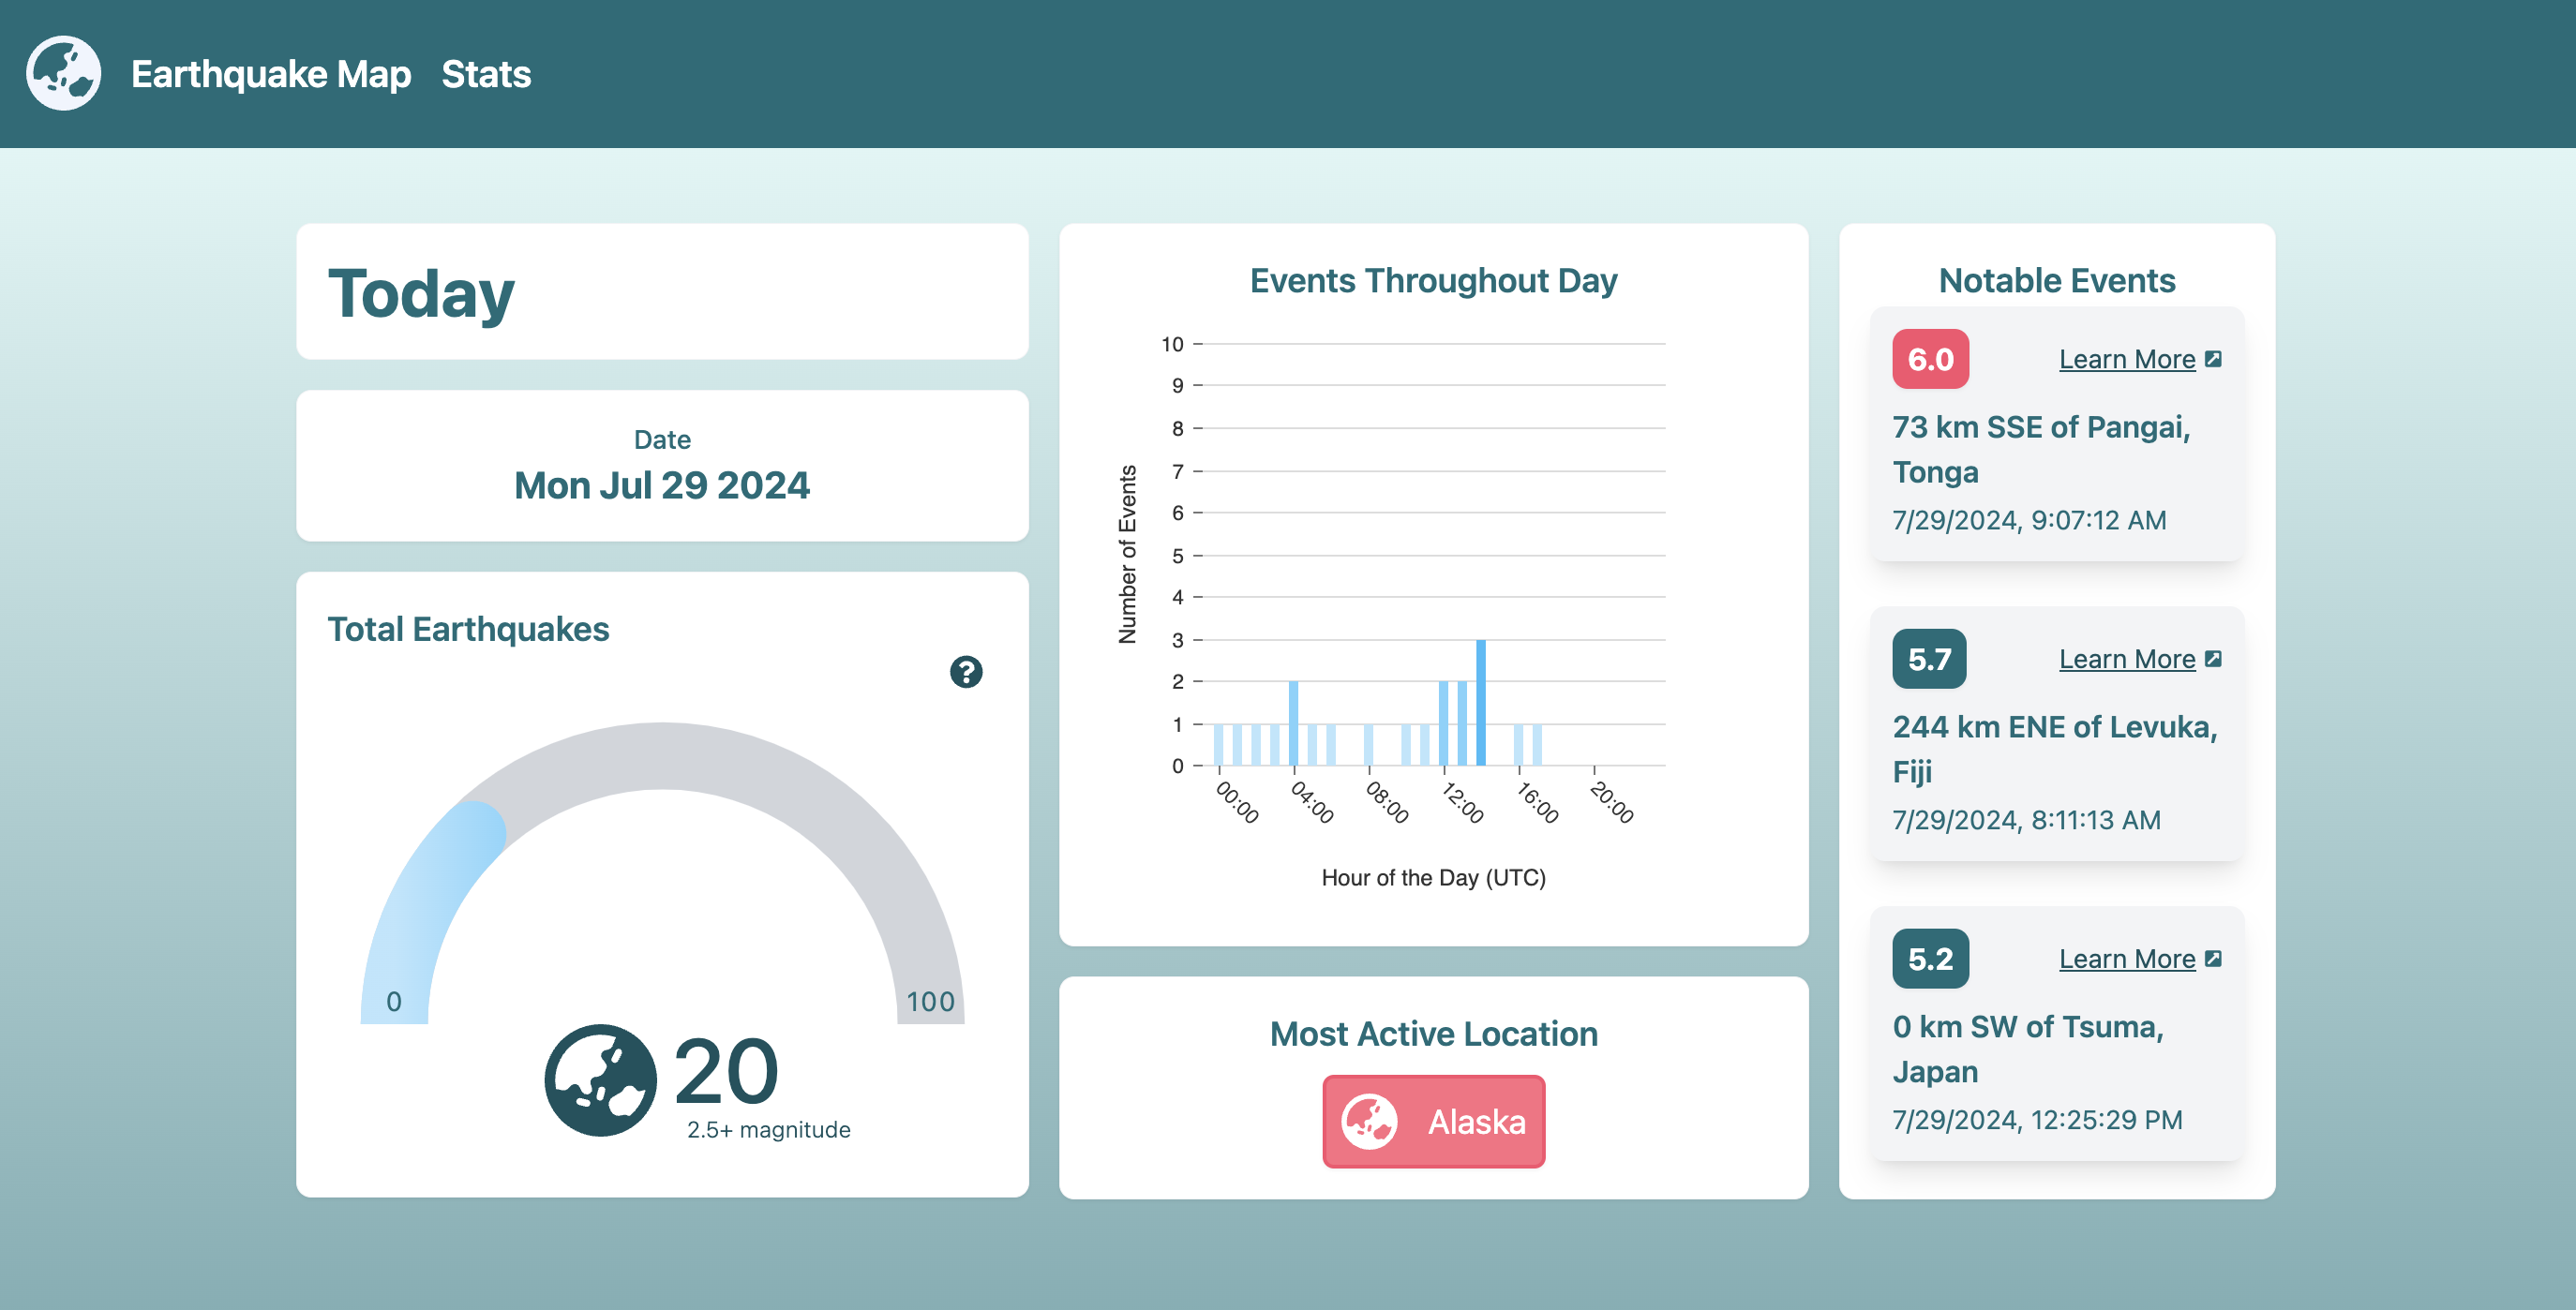 Earthquake Map Stats
Today
Date
Mon Jul 29 2024
Total Earthquakes
?
0
100
20
2.5+ magnitude
Events Throughout Day
Number of Events
10
9
8
7
6
5
4
3
2
1
0
00:00 04:00 08:00 12:00 16:00 20:00
Hour of the Day (UTC)
Most Active Location
Alaska
Notable Events
6.0 Learn More
73 km SSE of Pangai,
Tonga
7/29/2024, 9:07:12 AM
5.7 Learn More
244 km ENE of Levuka,
Fiji
7/29/2024, 8:11:13 AM
5.2 Learn More
0 km SW of Tsuma,
Japan
7/29/2024, 12:25:29 PM